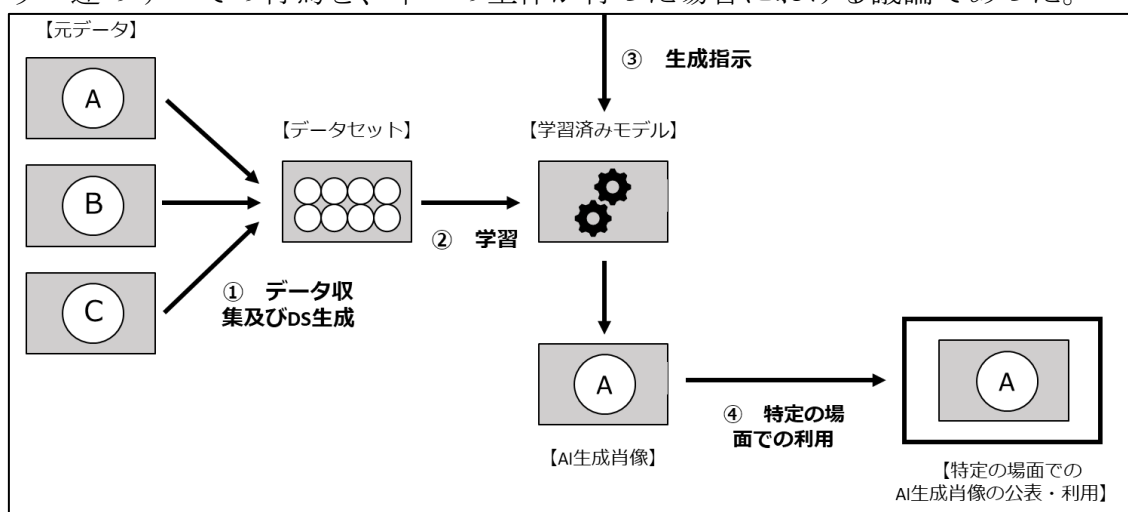 【元データ】
A
B
C
① データ収
集及びDS生成
【データセット】
② 学習
③ 生成指示
【学習済みモデル】
A
【AI生成肖像】
④ 特定の場
面での利用
A
【特定の場面での
AI生成肖像の公表・利用】